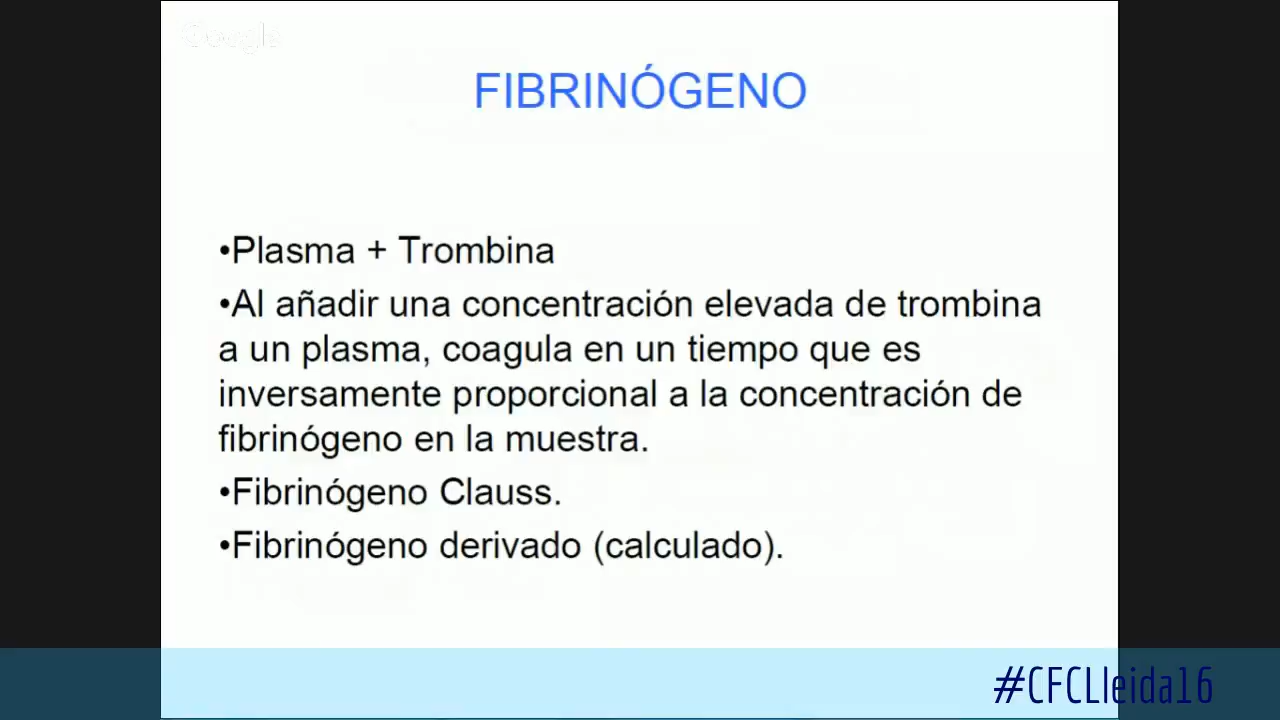 Google
FIBRINÓGENO
•Plasma + Trombina
•Al añadir una concentración elevada de trombina
a un plasma, coagula en un tiempo que es
inversamente proporcional a la concentración de
fibrinógeno en la muestra.
•Fibrinógeno Clauss.
•Fibrinógeno derivado (calculado).
#CFCLleida16